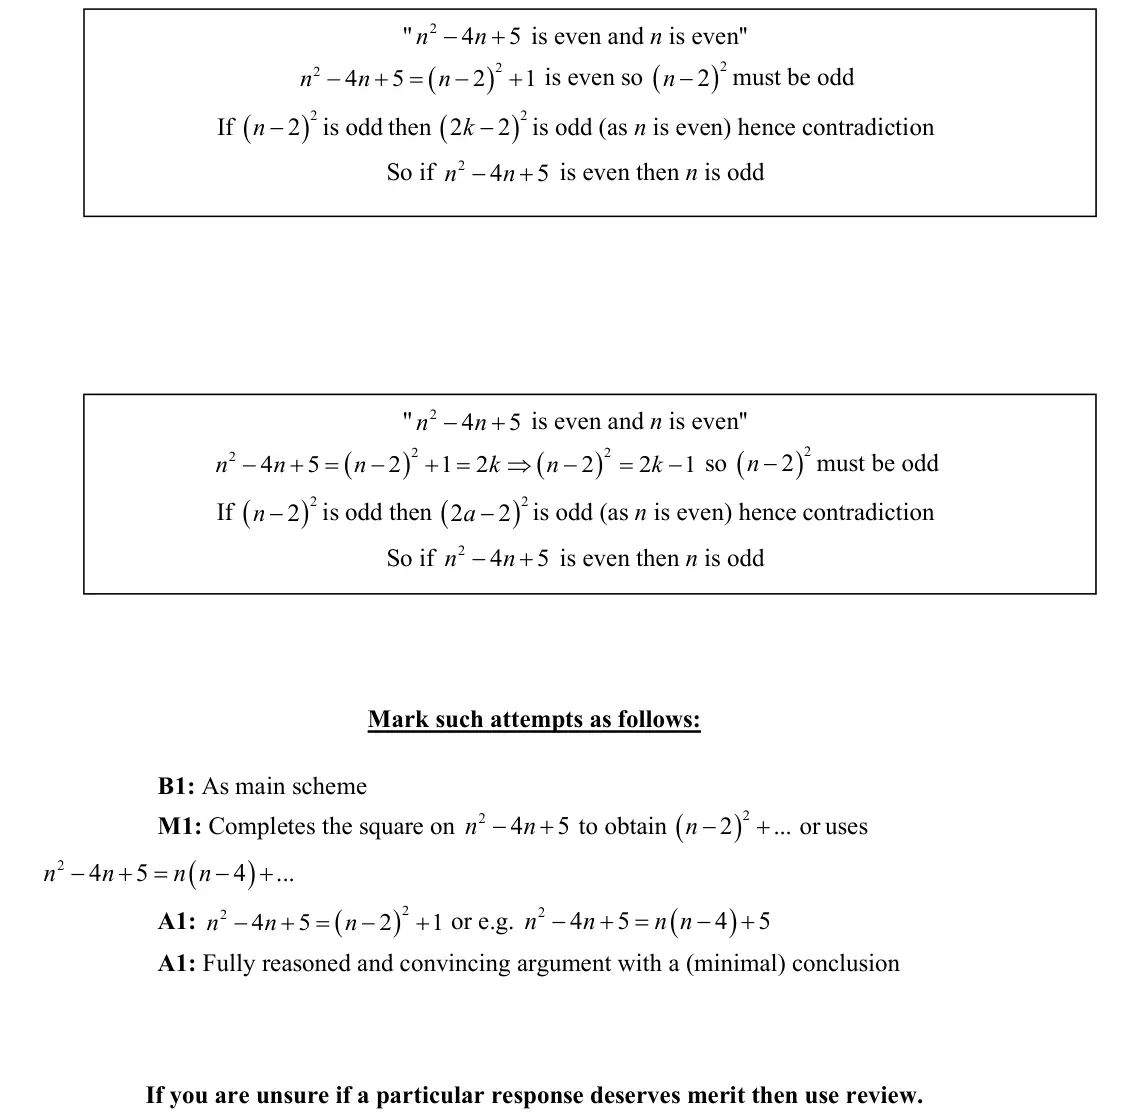 "n² − 4n + 5 is even and n is even"
n² − 4n + 5 = (n − 2)² + 1 is even so (n − 2)² must be odd
If (n − 2)² is odd then (2k − 2)² is odd (as n is even) hence contradiction
So if n² − 4n + 5 is even then n is odd
"n² − 4n + 5 is even and n is even"
n² − 4n + 5 = (n − 2)² + 1 = 2k ⇒ (n − 2)² = 2k − 1 so (n − 2)² must be odd
If (n − 2)² is odd then (2a − 2)² is odd (as n is even) hence contradiction
So if n² − 4n + 5 is even then n is odd
Mark such attempts as follows:
B1: As main scheme
M1: Completes the square on n² − 4n + 5 to obtain (n − 2)² + ... or uses
n² − 4n + 5 = n(n − 4) + ...
A1: n² − 4n + 5 = (n − 2)² + 1 or e.g. n² − 4n + 5 = n(n − 4) + 5
A1: Fully reasoned and convincing argument with a (minimal) conclusion
If you are unsure if a particular response deserves merit then use review.